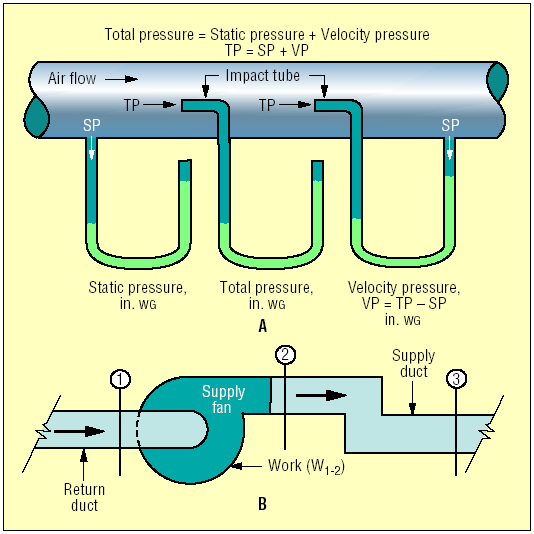 Total pressure = Static pressure + Velocity pressure
TP = SP + VP
Air flow
Impact tube
TP
TP
SP
SP
Static pressure,
in. WG
Total pressure,
in. WG
Velocity pressure,
VP = TP – SP
in. WG
A
1
2
3
Supply
fan
Supply
duct
Work (W1-2)
Return
duct
B